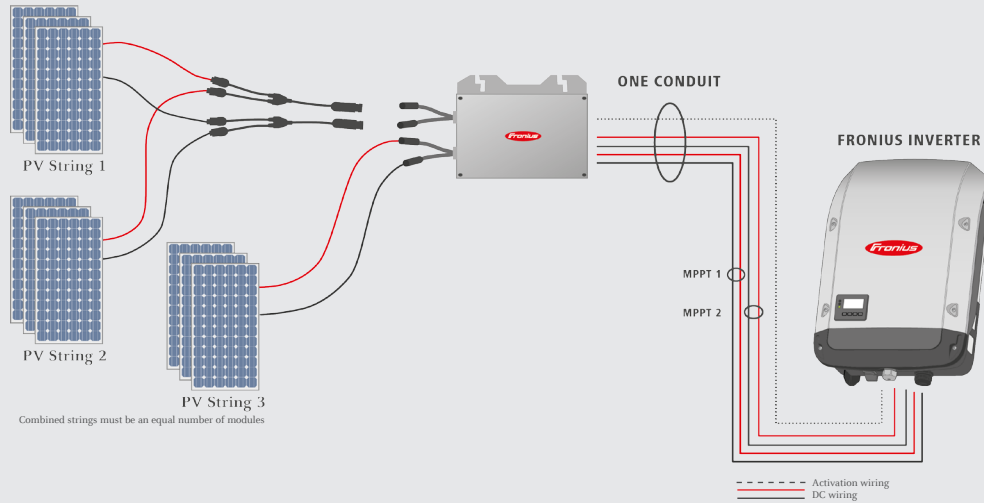 ONE CONDUIT
FRONIUS INVERTER
Fronius
PV String 1
Fronius
MPPT 1
MPPT 2
PV String 2
PV String 3
Combined strings must be an equal number of modules
Activation wiring
DC wiring